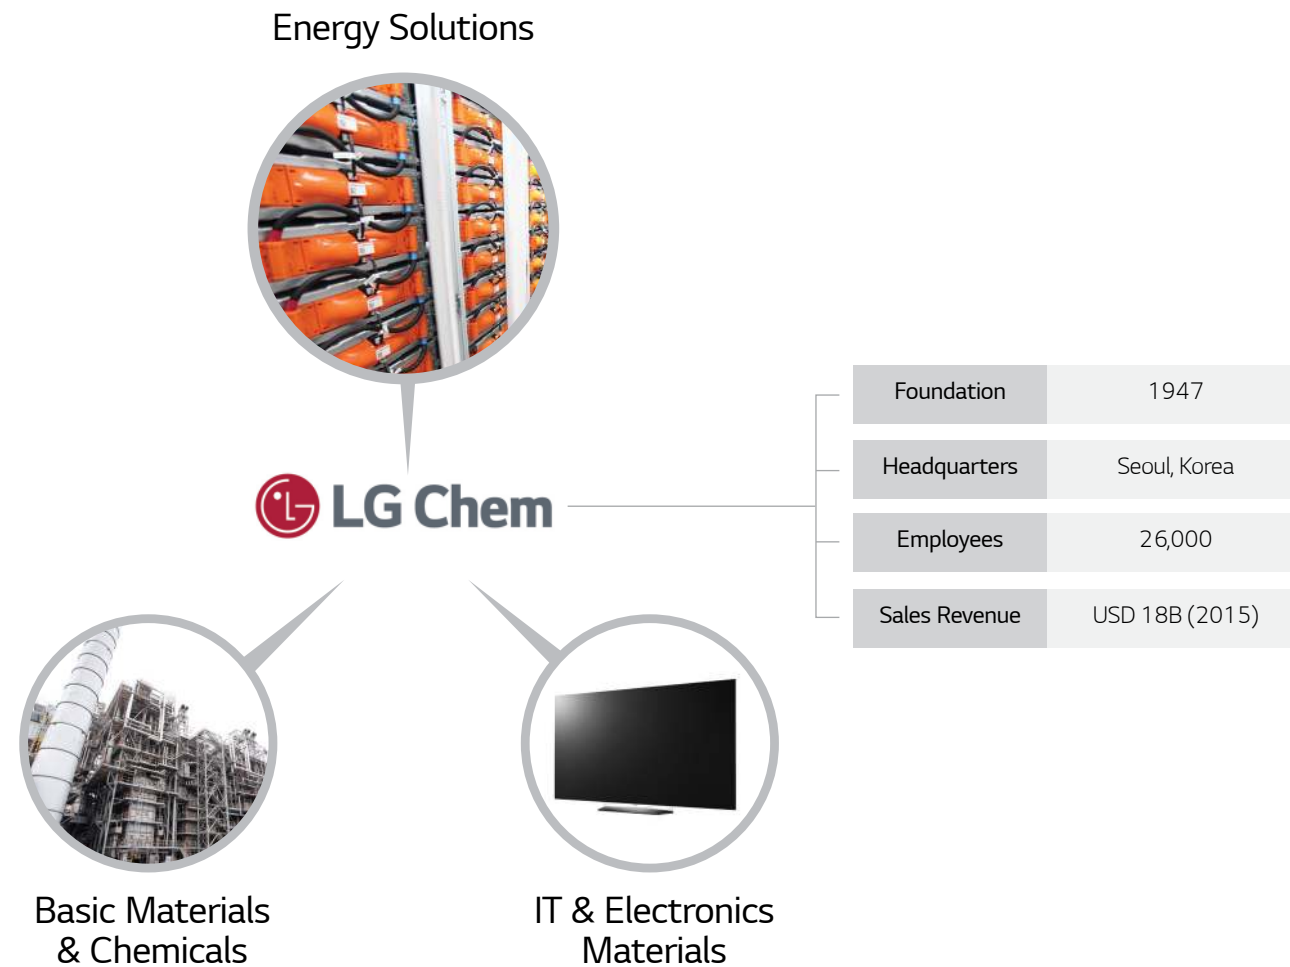 Energy Solutions
LG Chem
Foundation 1947
Headquarters Seoul, Korea
Employees 26,000
Sales Revenue USD 18B (2015)
Basic Materials
& Chemicals
IT & Electronics
Materials